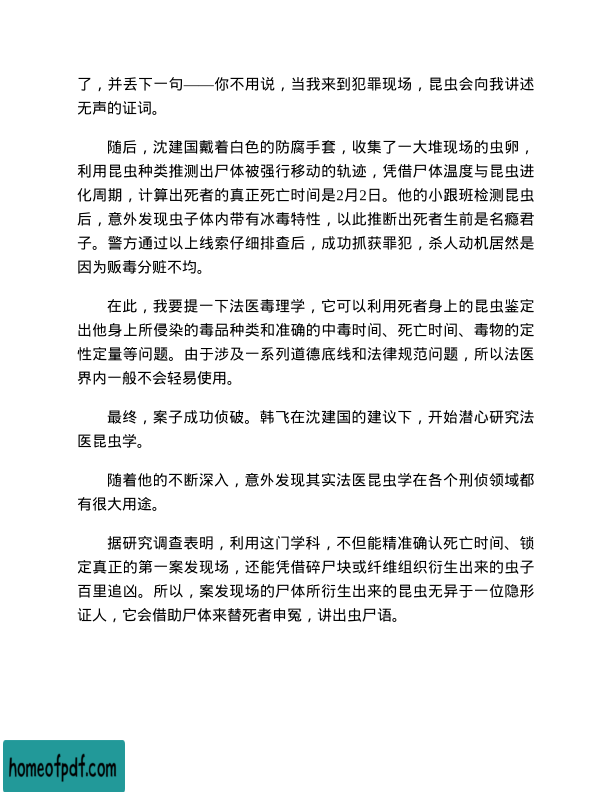 了，并丢下一句——你不用说，当我来到犯罪现场，昆虫会向我讲述
无声的证词。
随后，沈建国戴着白色的防腐手套，收集了一大堆现场的虫卵，
利用昆虫种类推测出尸体被强行移动的轨迹，凭借尸体温度与昆虫进
化周期，计算出死者的真正死亡时间是2月2日。他的小跟班检测昆虫
后，意外发现虫子体内带有冰毒特性，以此推断出死者生前是名瘾君
子。警方通过以上线索仔细排查后，成功抓获罪犯，杀人动机居然是
因为贩毒分赃不均。
在此，我要提一下法医毒理学，它可以利用死者身上的昆虫鉴定
出他身上所侵染的毒品种类和准确的中毒时间、死亡时间、毒物的定
性定量等问题。由于涉及一系列道德底线和法律规范问题，所以法医
界内一般不会轻易使用。
最终，案子成功侦破。韩飞在沈建国的建议下，开始潜心研究法
医昆虫学。
随着他的不断深入，意外发现其实法医昆虫学在各个刑侦领域都
有很大用途。
据研究调查表明，利用这门学科，不但能精准确认死亡时间、锁
定真正的第一案发现场，还能凭借碎尸块或纤维组织衍生出来的虫子
百里追凶。所以，案发现场的尸体所衍生出来的昆虫无异于一位隐形
证人，它会借助尸体来替死者申冤，讲出虫尸语。
homeofpdf.com